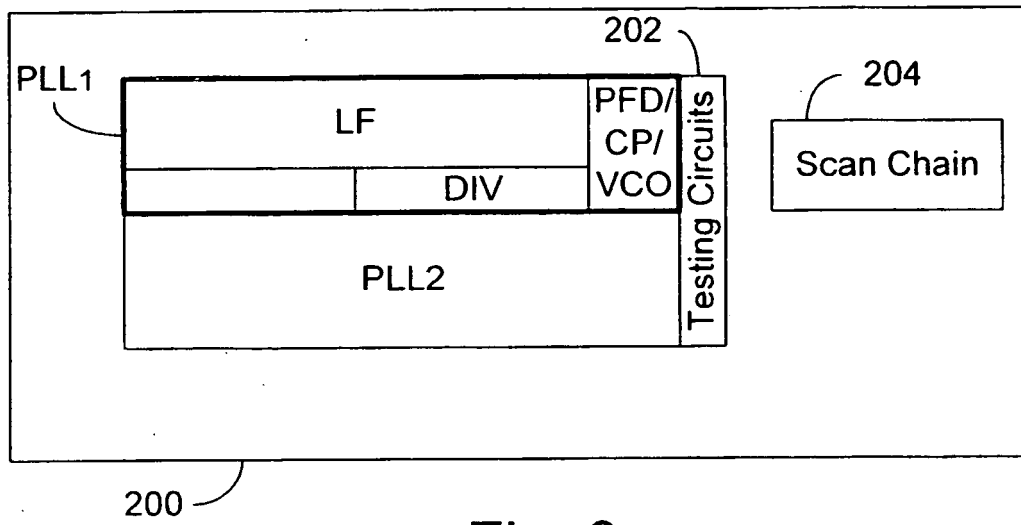 202
PLL1
204
LF
PFD/
CP/
VCO
Testing Circuits
Scan Chain
DIV
PLL2
200